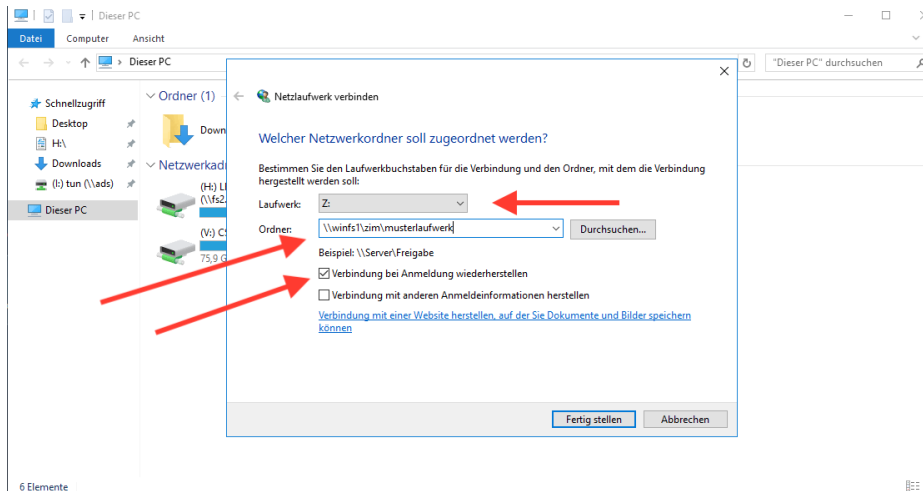 Dieser PC
Datei Computer Ansicht
Dieser PC
"Dieser PC" durchsuchen
Schnellzugriff
Desktop
H:\
Downloads
(I:) tun (\\ads)
Dieser PC
Ordner (1)
Down
Netzwerkadr
(H:)
(\\fs2.
(V:)
75,9 G
Netzlaufwerk verbinden
Welcher Netzwerkordner soll zugeordnet werden?
Bestimmen Sie den Laufwerkbuchstaben für die Verbindung und den Ordner, mit dem die Verbindung
hergestellt werden soll:
Laufwerk: Z:
Ordner: \\winfs1\zim\musterlaufwerk
Durchsuchen...
Beispiel: \\Server\Freigabe
Verbindung bei Anmeldung wiederherstellen
Verbindung mit anderen Anmeldeinformationen herstellen
Verbindung mit einer Website herstellen, auf der Sie Dokumente und Bilder speichern
können
Fertig stellen Abbrechen
6 Elemente